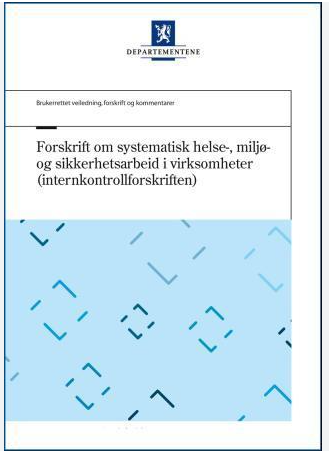 DEPARTEMENTENE
Brukerrettet veiledning, forskrift og kommentarer
Forskrift om systematisk helse-, miljø-
og sikkerhetsarbeid i virksomheter
(internkontrollforskriften)